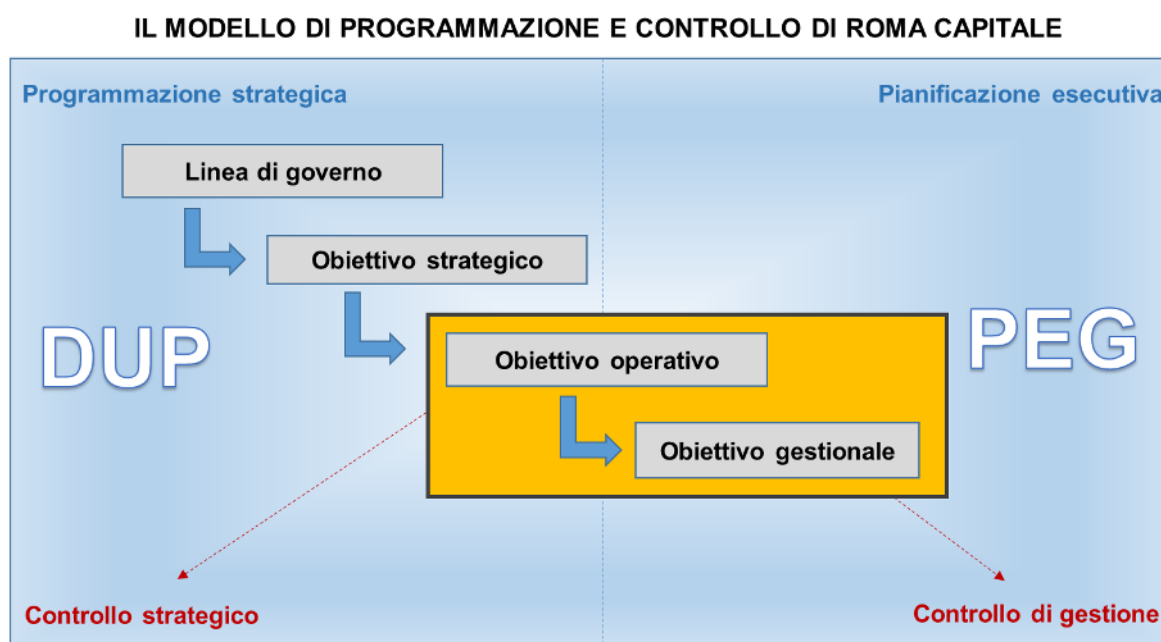 IL MODELLO DI PROGRAMMAZIONE E CONTROLLO DI ROMA CAPITALE
Programmazione strategica
Pianificazione esecutiva
Linea di governo
Obiettivo strategico
DUP
PEG
Obiettivo operativo
Obiettivo gestionale
Controllo strategico
Controllo di gestione